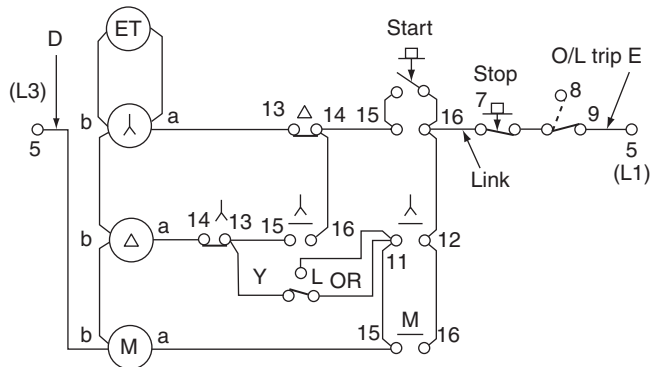 ET
Start
D
O/L trip E
Stop
(L3)
13 Δ 14
15
16
7
8
9
b
a
5
Link
5
(L1)
b
Δ
a
14
13
15
16
11
12
Y
L OR
b
M
a
15
M
16